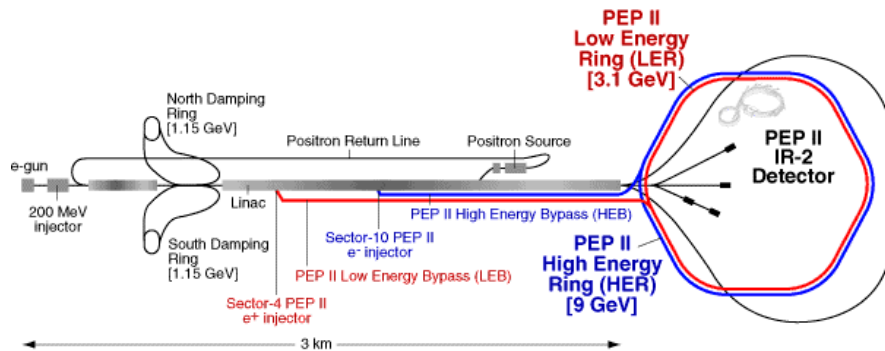 PEP II
Low Energy
Ring (LER)
[3.1 GeV]
North Damping
Ring
[1.15 GeV]
Positron Return Line
Positron Source
PEP II
IR-2
Detector
e-gun
200 MeV
injector
Linac
PEP II High Energy Bypass (HEB)
South Damping
Ring
[1.15 GeV]
Sector-10 PEP II
e⁻ injector
PEP II Low Energy Bypass (LEB)
Sector-4 PEP II
e⁺ injector
PEP II
High Energy
Ring (HER)
[9 GeV]
3 km